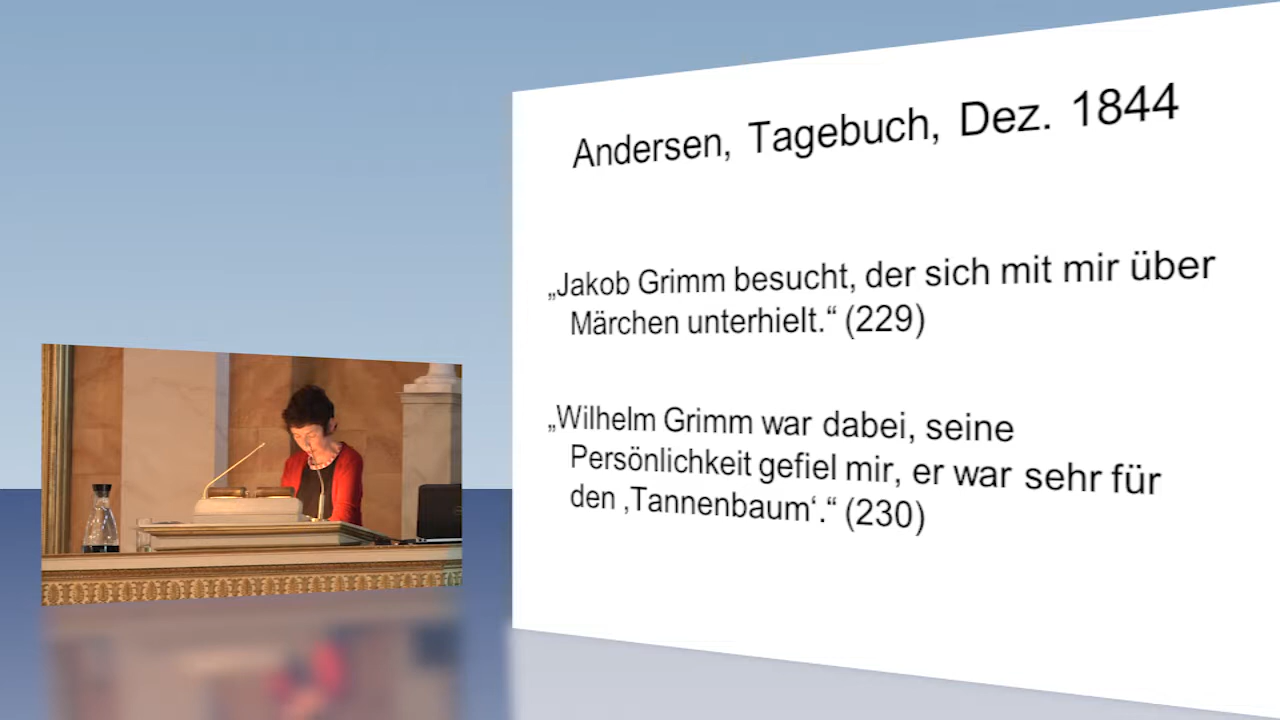 Andersen, Tagebuch, Dez. 1844
„Jakob Grimm besucht, der sich mit mir über
Märchen unterhielt.“ (229)
„Wilhelm Grimm war dabei, seine
Persönlichkeit gefiel mir, er war sehr für
den ‚Tannenbaum‘.“ (230)